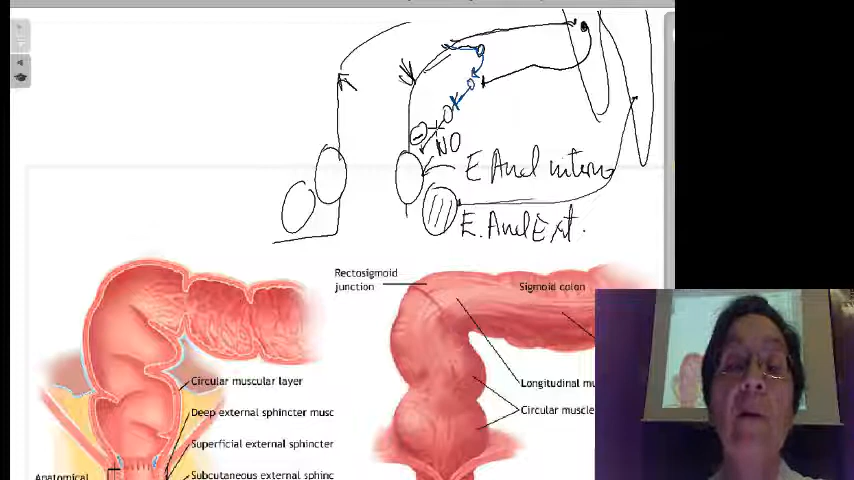 NO
E Anal interno
E. Anal Ext.
Rectosigmoid
junction
Sigmoid colon
Circular muscular layer
Longitudinal mu
Deep external sphincter musc
Circular muscle
Superficial external sphincter
Anatomical
Subcutaneous external sphinc